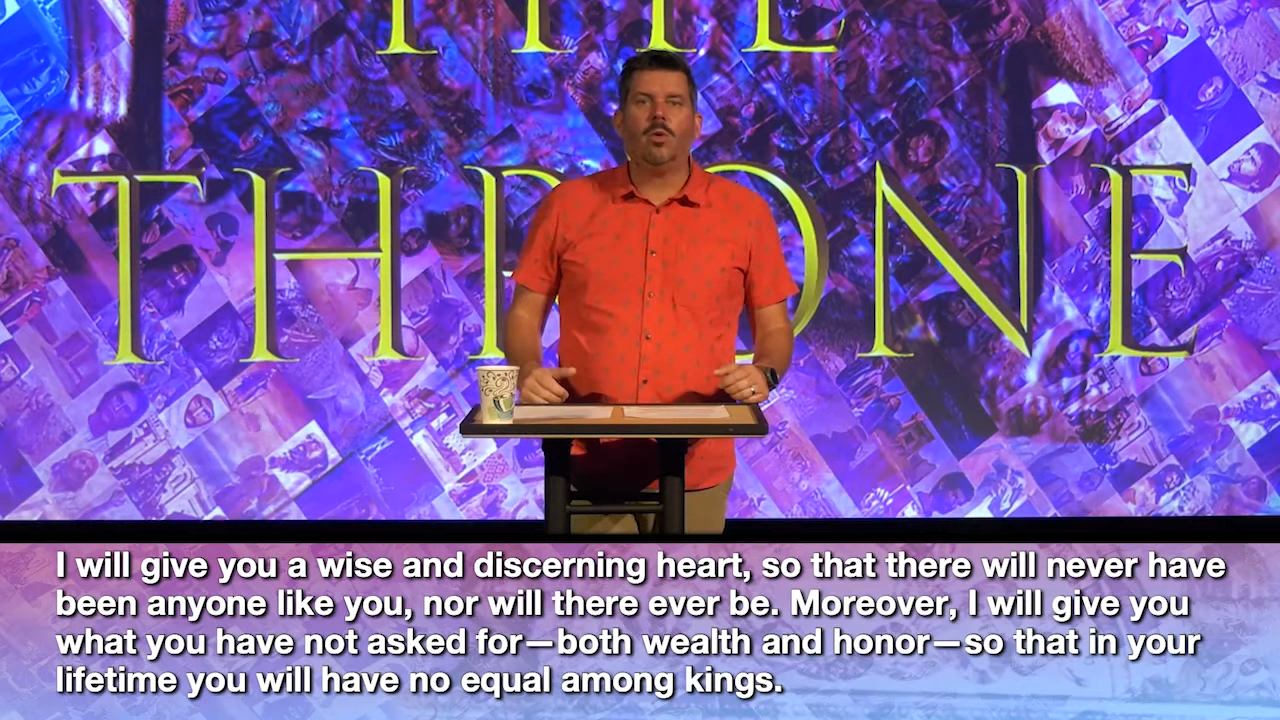 THE
THRONE
I will give you a wise and discerning heart, so that there will never have
been anyone like you, nor will there ever be. Moreover, I will give you
what you have not asked for—both wealth and honor—so that in your
lifetime you will have no equal among kings.